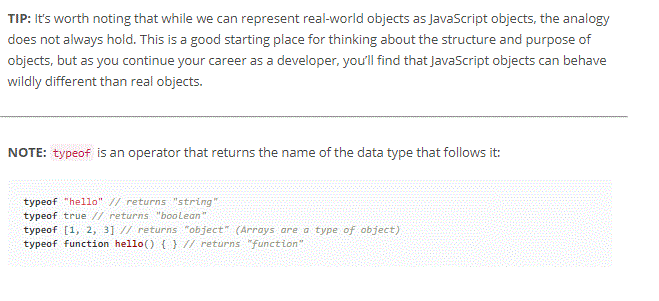 TIP: It's worth noting that while we can represent real-world objects as JavaScript objects, the analogy
does not always hold. This is a good starting place for thinking about the structure and purpose of
objects, but as you continue your career as a developer, you'll find that JavaScript objects can behave
wildly different than real objects.
NOTE: typeof is an operator that returns the name of the data type that follows it:
typeof "hello" // returns "string"
typeof true // returns "boolean"
typeof [1, 2, 3] // returns "object" (Arrays are a type of object)
typeof function hello() { } // returns "function"